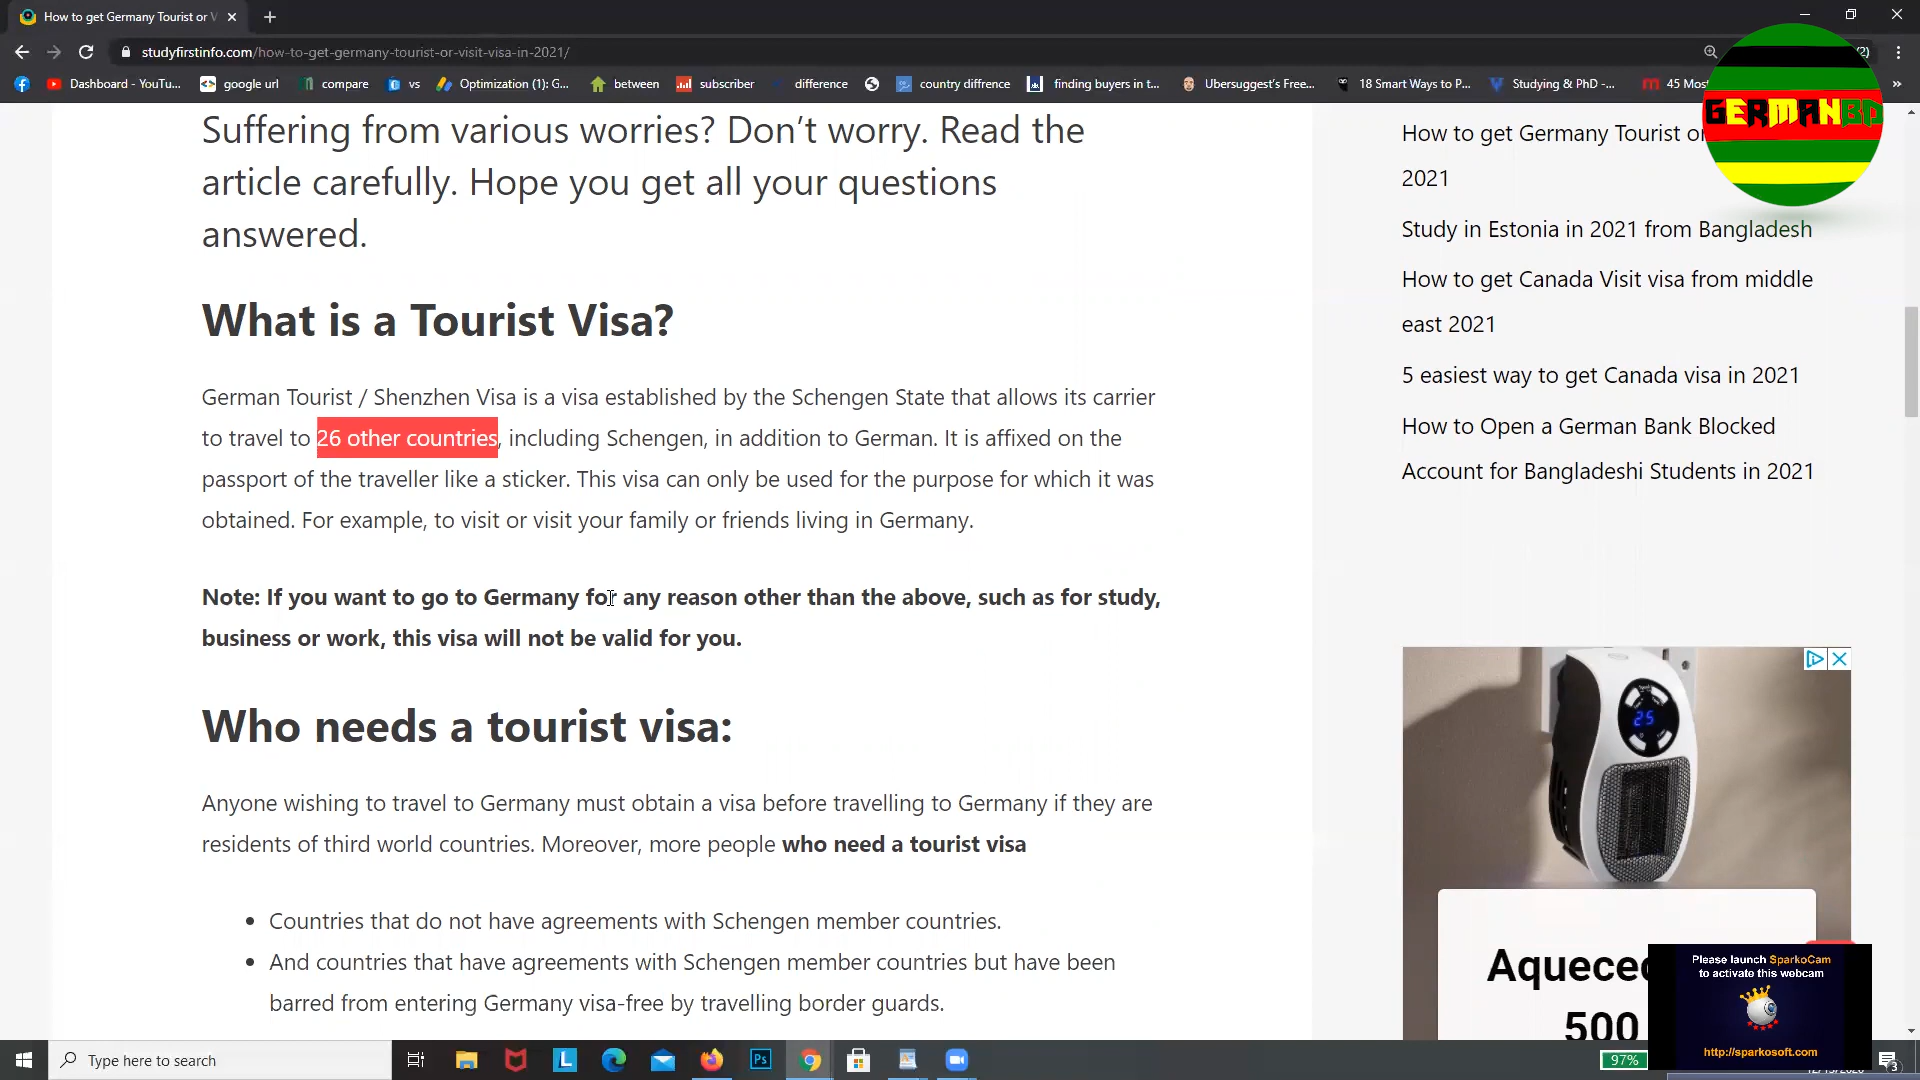 How to get Germany Tourist or V
studyfirstinfo.com/how-to-get-germany-tourist-or-visit-visa-in-2021/
(2)
Dashboard - YouTu...
google url
compare
vs
Optimization (1): G...
between
subscriber
difference
country diffrence
finding buyers in t...
Ubersuggest's Free...
18 Smart Ways to P...
Studying & PhD -...
45 Mos
»
GERMANBD
Suffering from various worries? Don't worry. Read the
article carefully. Hope you get all your questions
answered.
What is a Tourist Visa?
German Tourist / Shenzhen Visa is a visa established by the Schengen State that allows its carrier
to travel to 26 other countries, including Schengen, in addition to German. It is affixed on the
passport of the traveller like a sticker. This visa can only be used for the purpose for which it was
obtained. For example, to visit or visit your family or friends living in Germany.
Note: If you want to go to Germany for any reason other than the above, such as for study,
business or work, this visa will not be valid for you.
Who needs a tourist visa:
Anyone wishing to travel to Germany must obtain a visa before travelling to Germany if they are
residents of third world countries. Moreover, more people who need a tourist visa
• Countries that do not have agreements with Schengen member countries.
• And countries that have agreements with Schengen member countries but have been
barred from entering Germany visa-free by travelling border guards.
How to get Germany Tourist or
2021
Study in Estonia in 2021 from Bangladesh
How to get Canada Visit visa from middle
east 2021
5 easiest way to get Canada visa in 2021
How to Open a German Bank Blocked
Account for Bangladeshi Students in 2021
25
Aquece
500
Please launch SparkoCam
to activate this webcam
http://sparkosoft.com
Type here to search
L
Ps
97%
3